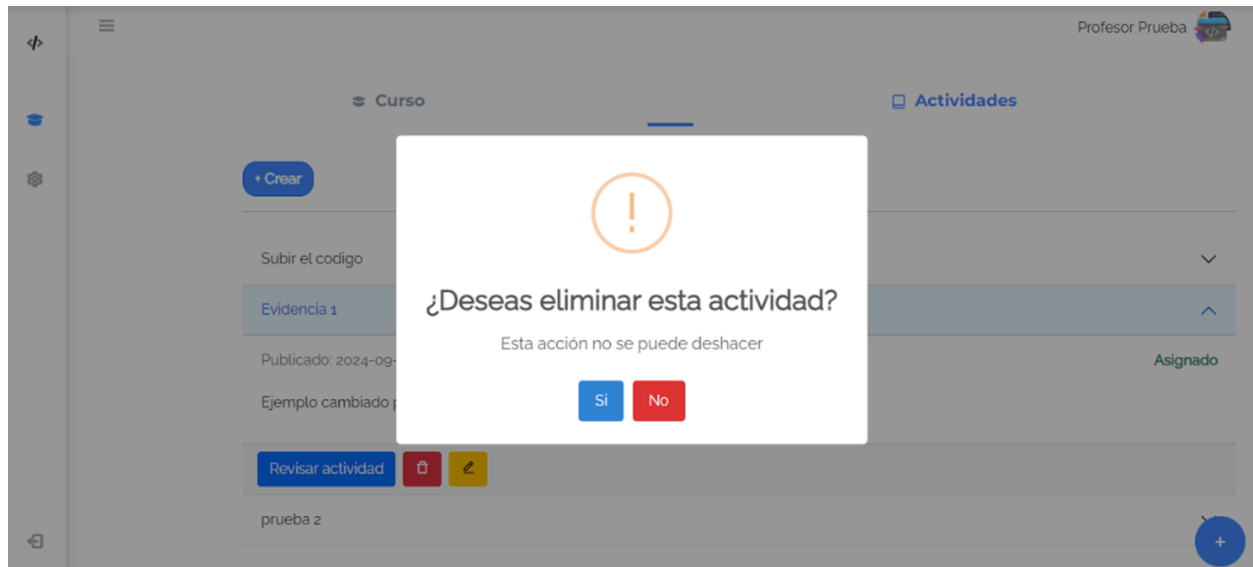 Profesor Prueba
Curso
Actividades
+ Crear
Subir el codigo
Evidencia 1
¿Deseas eliminar esta actividad?
Esta acción no se puede deshacer
Publicado: 2024-09-
Asignado
Ejemplo cambiado
Si
No
Revisar actividad
prueba 2
+